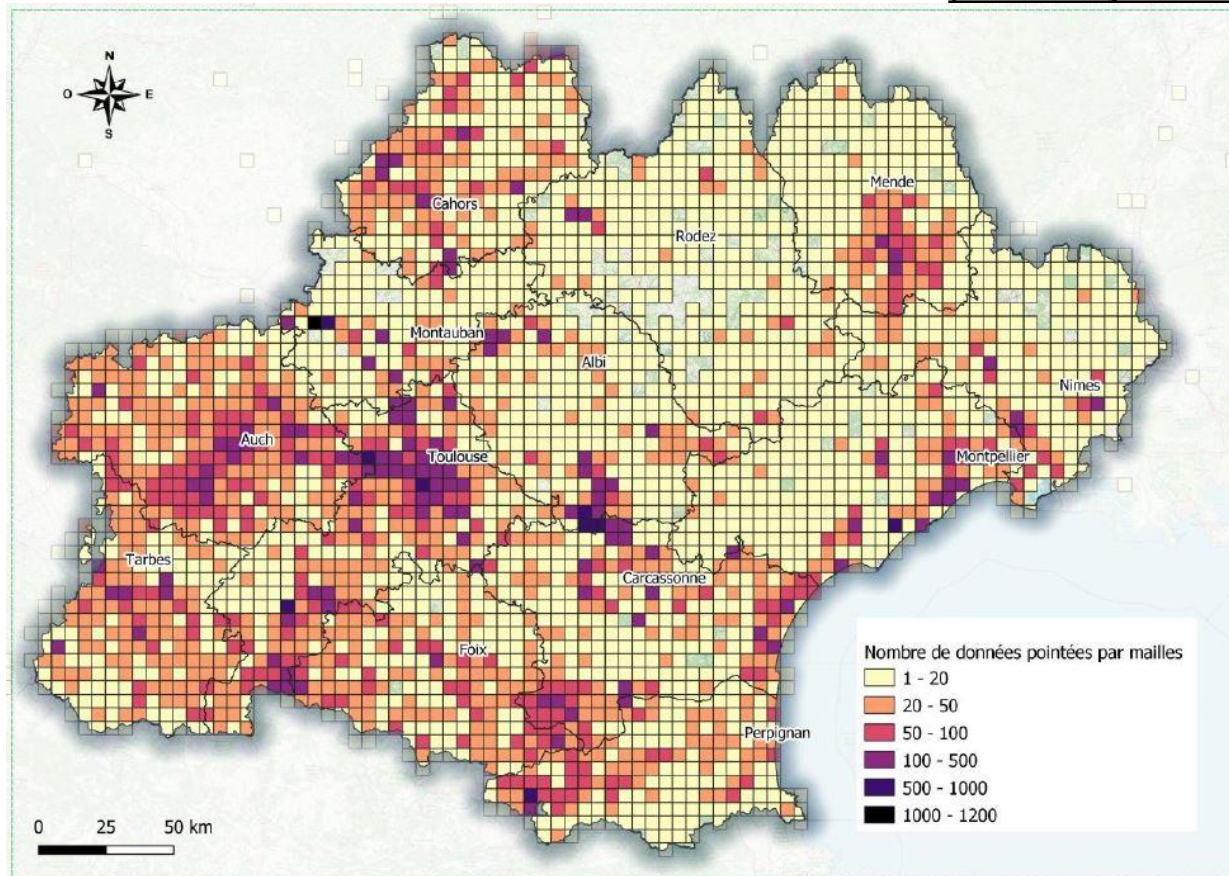 N
O E
S
Mende
Cahors
Rodez
Montauban
Albi
Nimes
Auch
Toulouse
Montpellier
Tarbes
Carcassonne
Foix
Perpignan
Nombre de données pointées par mailles
1 - 20
20 - 50
50 - 100
100 - 500
500 - 1000
1000 - 1200
0 25 50 km